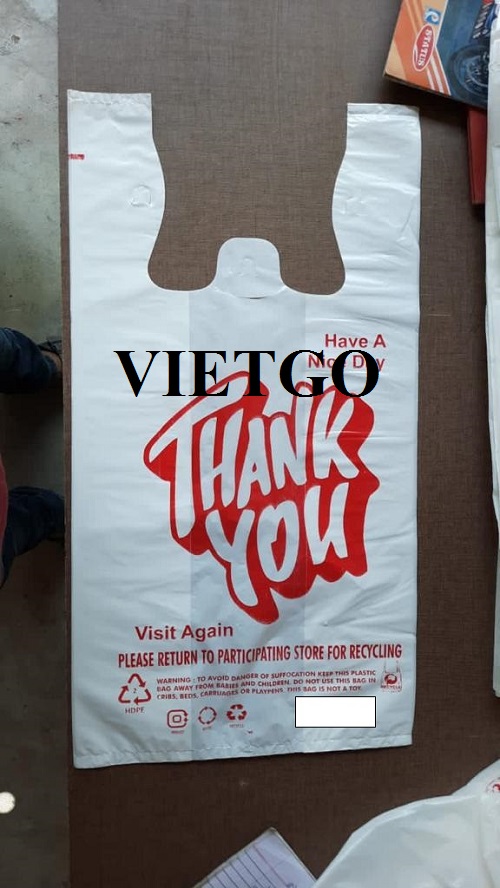 STATUS
Have A
Nice Day
VIETGO
THANK
YOU
Visit Again
PLEASE RETURN TO PARTICIPATING STORE FOR RECYCLING
WARNING : TO AVOID DANGER OF SUFFOCATION KEEP THIS PLASTIC
BAG AWAY FROM BABIES AND CHILDREN. DO NOT USE THIS BAG IN
CRIBS, BEDS, CARRIAGES OR PLAYPENS. THIS BAG IS NOT A TOY.
2
HDPE